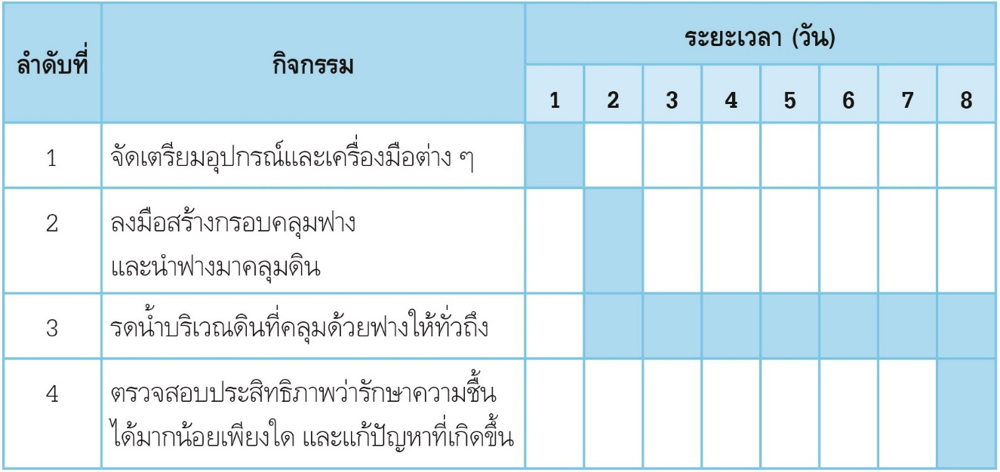 ลำดับที่ กิจกรรม ระยะเวลา (วัน)
1 2 3 4 5 6 7 8
1 จัดเตรียมอุปกรณ์และเครื่องมือต่าง ๆ
2 ลงมือสร้างกรอบคลุมฟาง
และนำฟางมาคลุมดิน
3 รดน้ำบริเวณดินที่คลุมด้วยฟางให้ทั่วถึง
4 ตรวจสอบประสิทธิภาพว่ารักษาความชื้น
ได้มากน้อยเพียงใด และแก้ปัญหาที่เกิดขึ้น